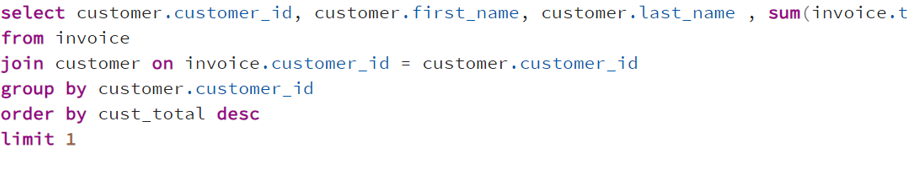 select customer.customer_id, customer.first_name, customer.last_name , sum(invoice.t
from invoice
join customer on invoice.customer_id = customer.customer_id
group by customer.customer_id
order by cust_total desc
limit 1